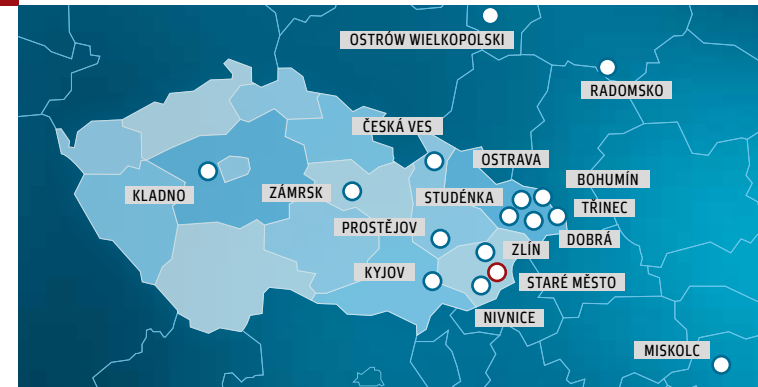 OSTRÓW WIELKOPOLSKI
RADOMSKO
ČESKÁ VES
OSTRAVA
BOHUMÍN
KLADNO
ZÁMRSK
STUDÉNKA
TŘINEC
PROSTĚJOV
DOBRÁ
ZLÍN
KYJOV
STARÉ MĚSTO
NIVNICE
MISKOLC